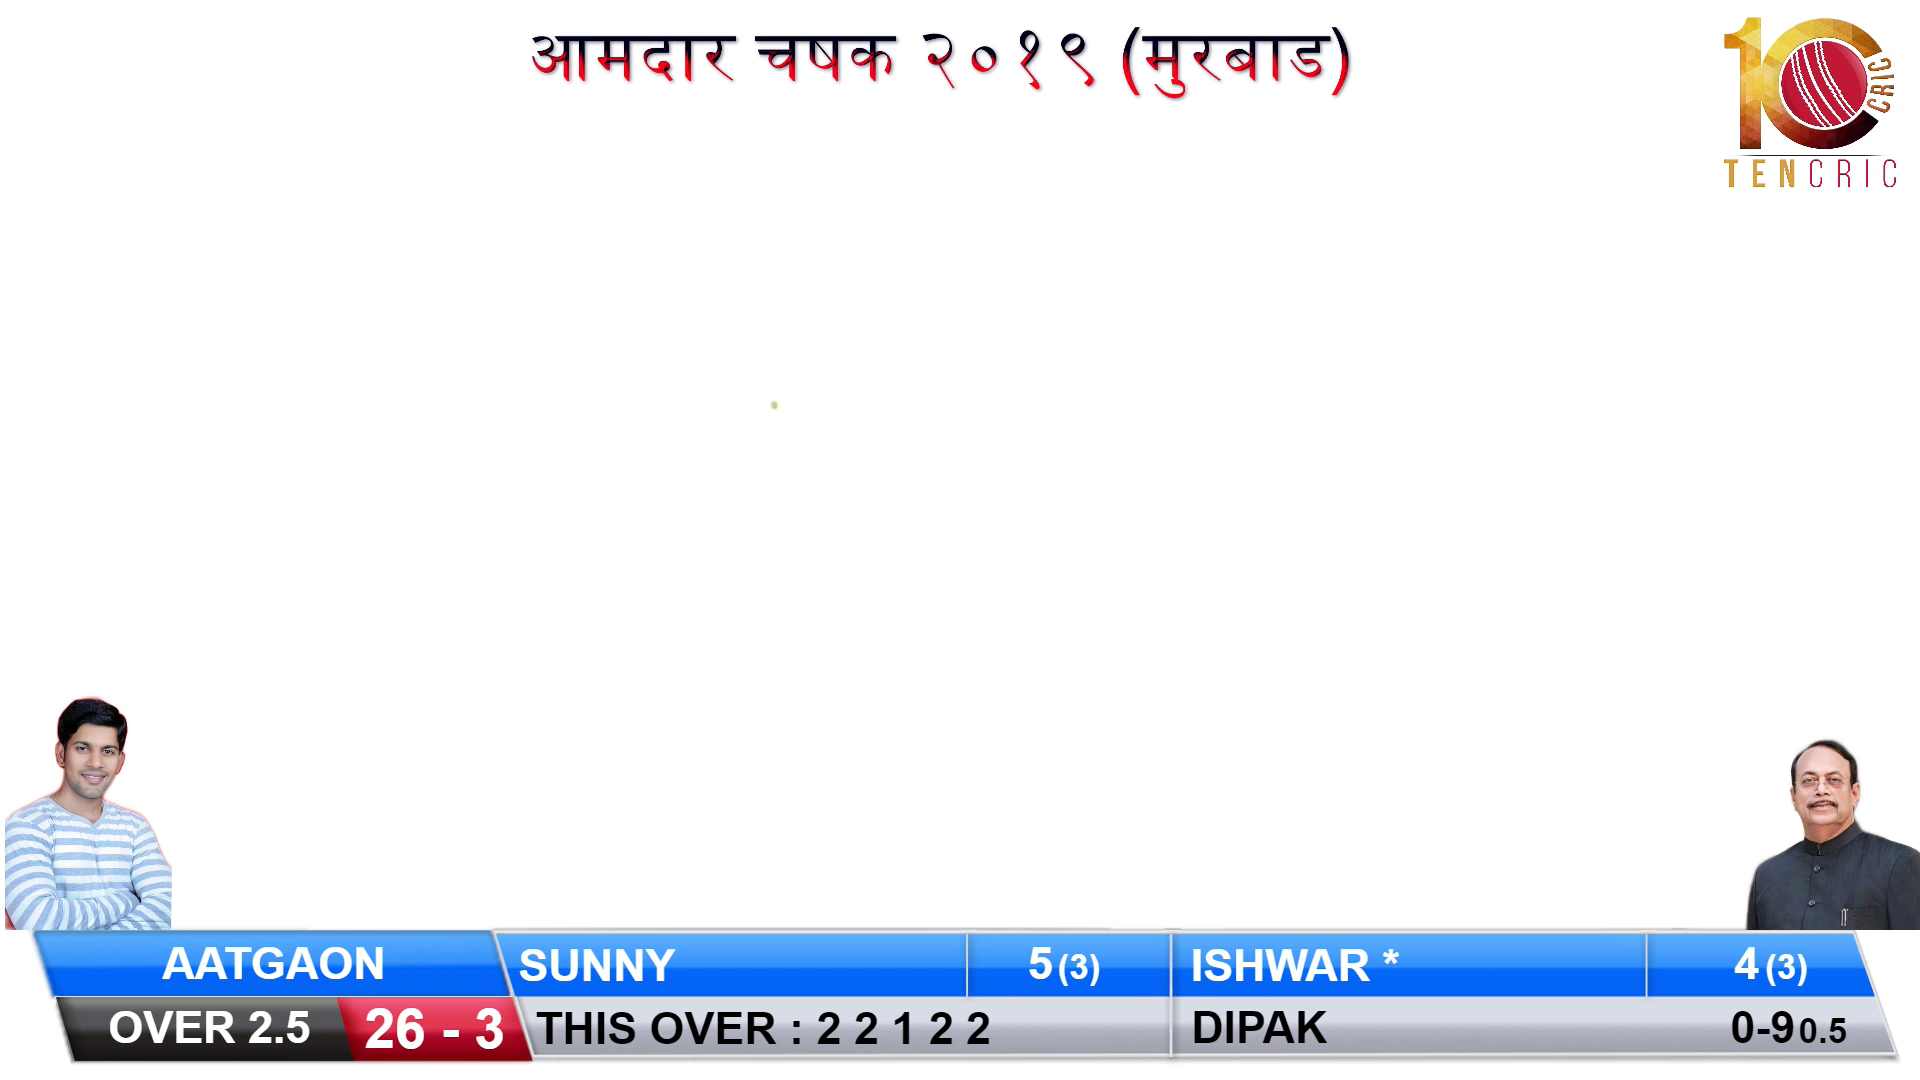 आमदार चषक २०१९ (मुरबाड)
10 CRIC
TENCRIC
AATGAON
SUNNY 5 (3)
ISHWAR * 4 (3)
OVER 2.5 26 - 3
THIS OVER : 2 2 1 2 2
DIPAK 0-9 0.5